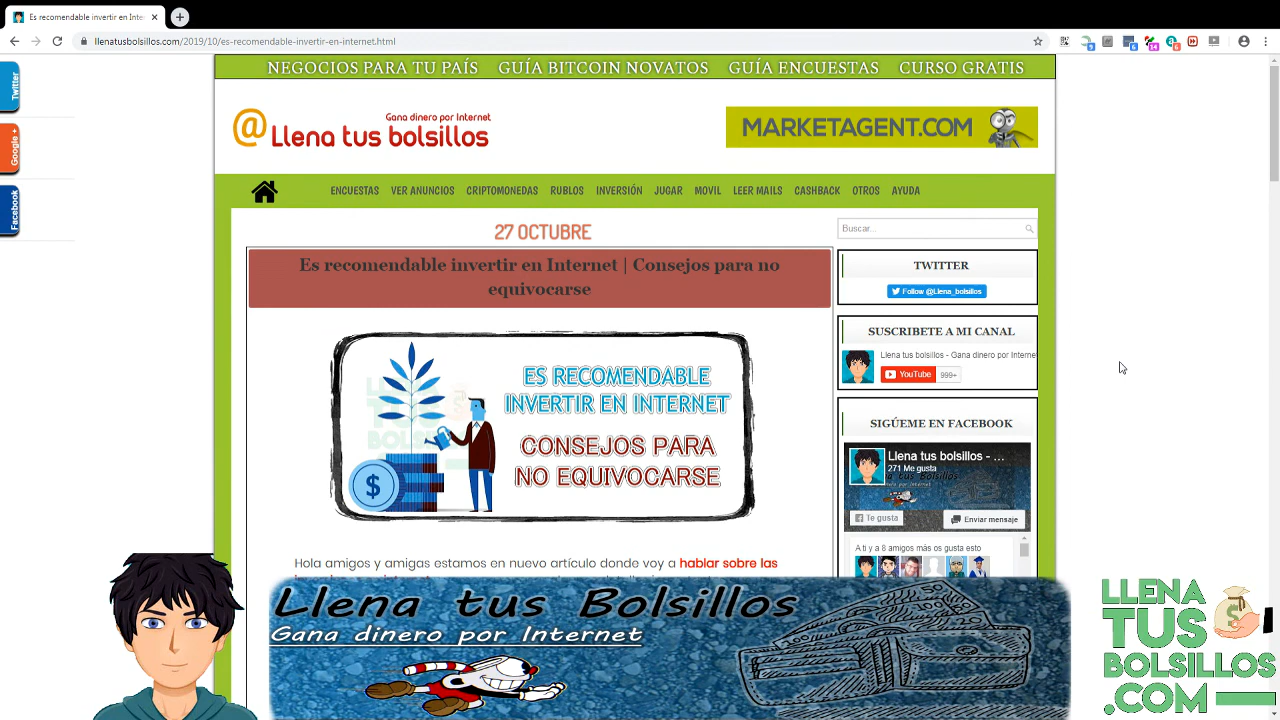 Es recomendable invertir en Inter
llenatusbolsillos.com/2019/10/es-recomendable-invertir-en-internet.html
Twitter
Google +
Facebook
NEGOCIOS PARA TU PAÍS GUÍA BITCOIN NOVATOS GUÍA ENCUESTAS CURSO GRATIS
Gana dinero por Internet
@Llena tus bolsillos
MARKETAGENT.COM
ENCUESTAS VER ANUNCIOS CRIPTOMONEDAS RUBLOS INVERSIÓN JUGAR MOVIL LEER MAILS CASHBACK OTROS AYUDA
27 OCTUBRE
Es recomendable invertir en Internet | Consejos para no
equivocarse
ES RECOMENDABLE
INVERTIR EN INTERNET
CONSEJOS PARA
NO EQUIVOCARSE
$
Hola amigos y amigas estamos en nuevo artículo donde voy a hablar sobre las
Buscar...
TWITTER
Follow @Llena_bolsillos
SUSCRIBETE A MI CANAL
Llena tus bolsillos - Gana dinero por Interne
YouTube 999+
SIGÚEME EN FACEBOOK
Llena tus bolsillos - ...
271 Me gusta
Te gusta Enviar mensaje
A ti y a 8 amigos más os gusta esto
Llena tus Bolsillos
Gana dinero por Internet
LLENA
TUS
BOLSILLOS
.COM